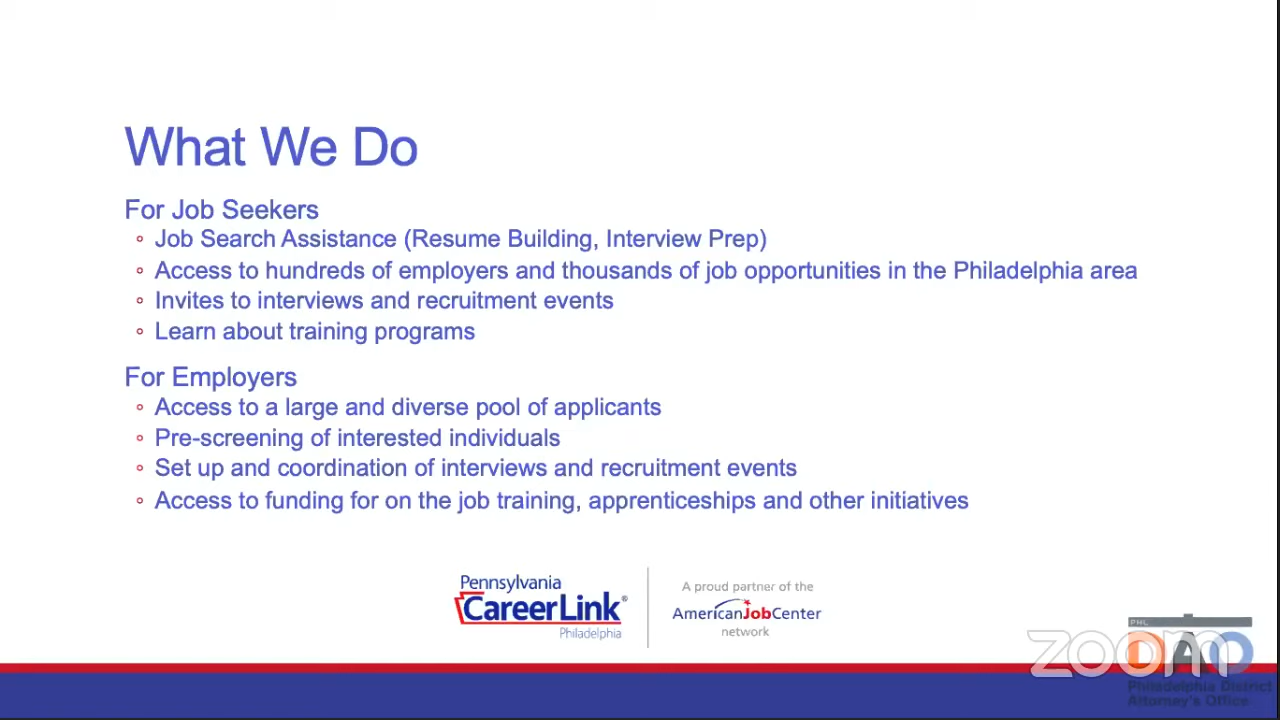 What We Do
For Job Seekers
Job Search Assistance (Resume Building, Interview Prep)
Access to hundreds of employers and thousands of job opportunities in the Philadelphia area
Invites to interviews and recruitment events
Learn about training programs
For Employers
Access to a large and diverse pool of applicants
Pre-screening of interested individuals
Set up and coordination of interviews and recruitment events
Access to funding for on the job training, apprenticeships and other initiatives
Pennsylvania
CareerLink®
Philadelphia
A proud partner of the
AmericanJobCenter
network
PHL
DAO
zoom
Philadelphia District
Attorney's Office